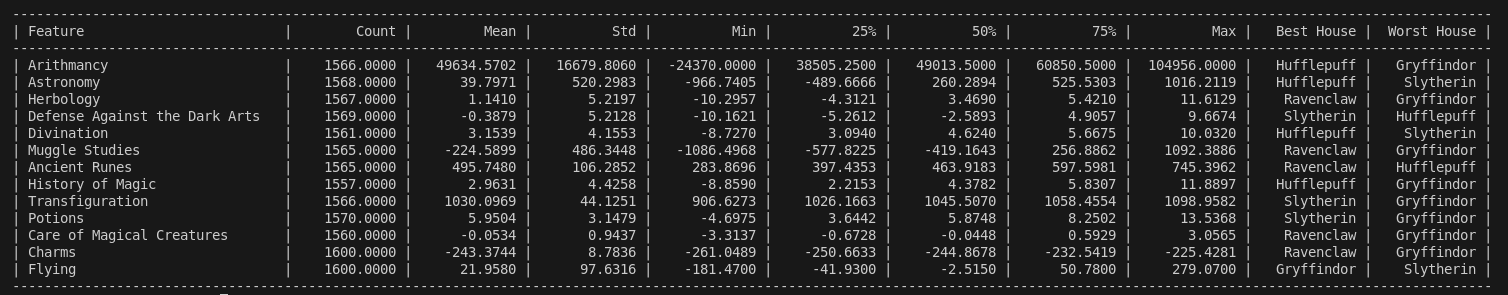 | Feature | Count | Mean | Std | Min | 25% | 50% | 75% | Max | Best House | Worst House |
| Arithmancy | 1566.0000 | 49634.5702 | 16679.8060 | -24370.0000 | 38505.2500 | 49013.5000 | 60850.5000 | 104956.0000 | Hufflepuff | Gryffindor |
| Astronomy | 1568.0000 | 39.7971 | 520.2983 | -966.7405 | -489.6666 | 260.2894 | 525.5303 | 1016.2119 | Hufflepuff | Slytherin |
| Herbology | 1567.0000 | 1.1410 | 5.2197 | -10.2957 | -4.3121 | 3.4690 | 5.4210 | 11.6129 | Ravenclaw | Gryffindor |
| Defense Against the Dark Arts | 1569.0000 | -0.3879 | 5.2128 | -10.1621 | -5.2612 | -2.5893 | 4.9057 | 9.6674 | Slytherin | Hufflepuff |
| Divination | 1561.0000 | 3.1539 | 4.1553 | -8.7270 | 3.0940 | 4.6240 | 5.6675 | 10.0320 | Hufflepuff | Slytherin |
| Muggle Studies | 1565.0000 | -224.5899 | 486.3448 | -1086.4968 | -577.8225 | -419.1643 | 256.8862 | 1092.3886 | Ravenclaw | Gryffindor |
| Ancient Runes | 1565.0000 | 495.7480 | 106.2852 | 283.8696 | 397.4353 | 463.9183 | 597.5981 | 745.3962 | Ravenclaw | Hufflepuff |
| History of Magic | 1557.0000 | 2.9631 | 4.4258 | -8.8590 | 2.2153 | 4.3782 | 5.8307 | 11.8897 | Hufflepuff | Gryffindor |
| Transfiguration | 1566.0000 | 1030.0969 | 44.1251 | 906.6273 | 1026.1663 | 1045.5070 | 1058.4554 | 1098.9582 | Slytherin | Gryffindor |
| Potions | 1570.0000 | 5.9504 | 3.1479 | -4.6975 | 3.6442 | 5.8748 | 8.2502 | 13.5368 | Slytherin | Gryffindor |
| Care of Magical Creatures | 1560.0000 | -0.0534 | 0.9437 | -3.3137 | -0.6728 | -0.0448 | 0.5929 | 3.0565 | Ravenclaw | Gryffindor |
| Charms | 1600.0000 | -243.3744 | 8.7836 | -261.0489 | -250.6633 | -244.8678 | -232.5419 | -225.4281 | Ravenclaw | Gryffindor |
| Flying | 1600.0000 | 21.9580 | 97.6316 | -181.4700 | -41.9300 | -2.5150 | 50.7800 | 279.0700 | Gryffindor | Slytherin |